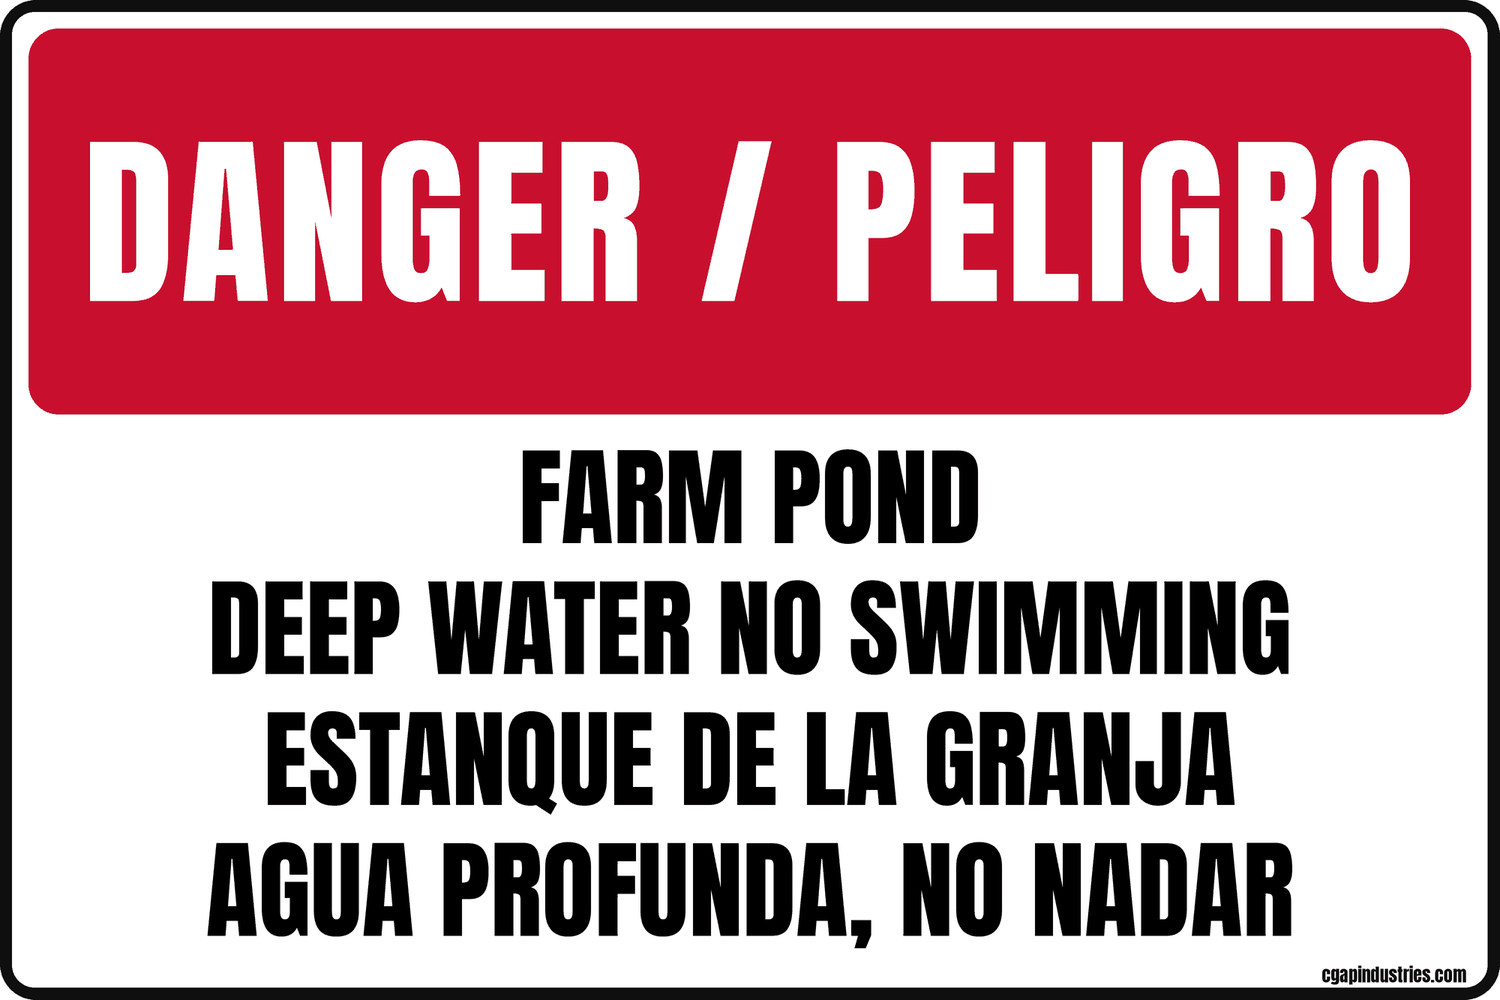 DANGER / PELIGRO
FARM POND
DEEP WATER NO SWIMMING
ESTANQUE DE LA GRANJA
AGUA PROFUNDA, NO NADAR
cgapindustries.com